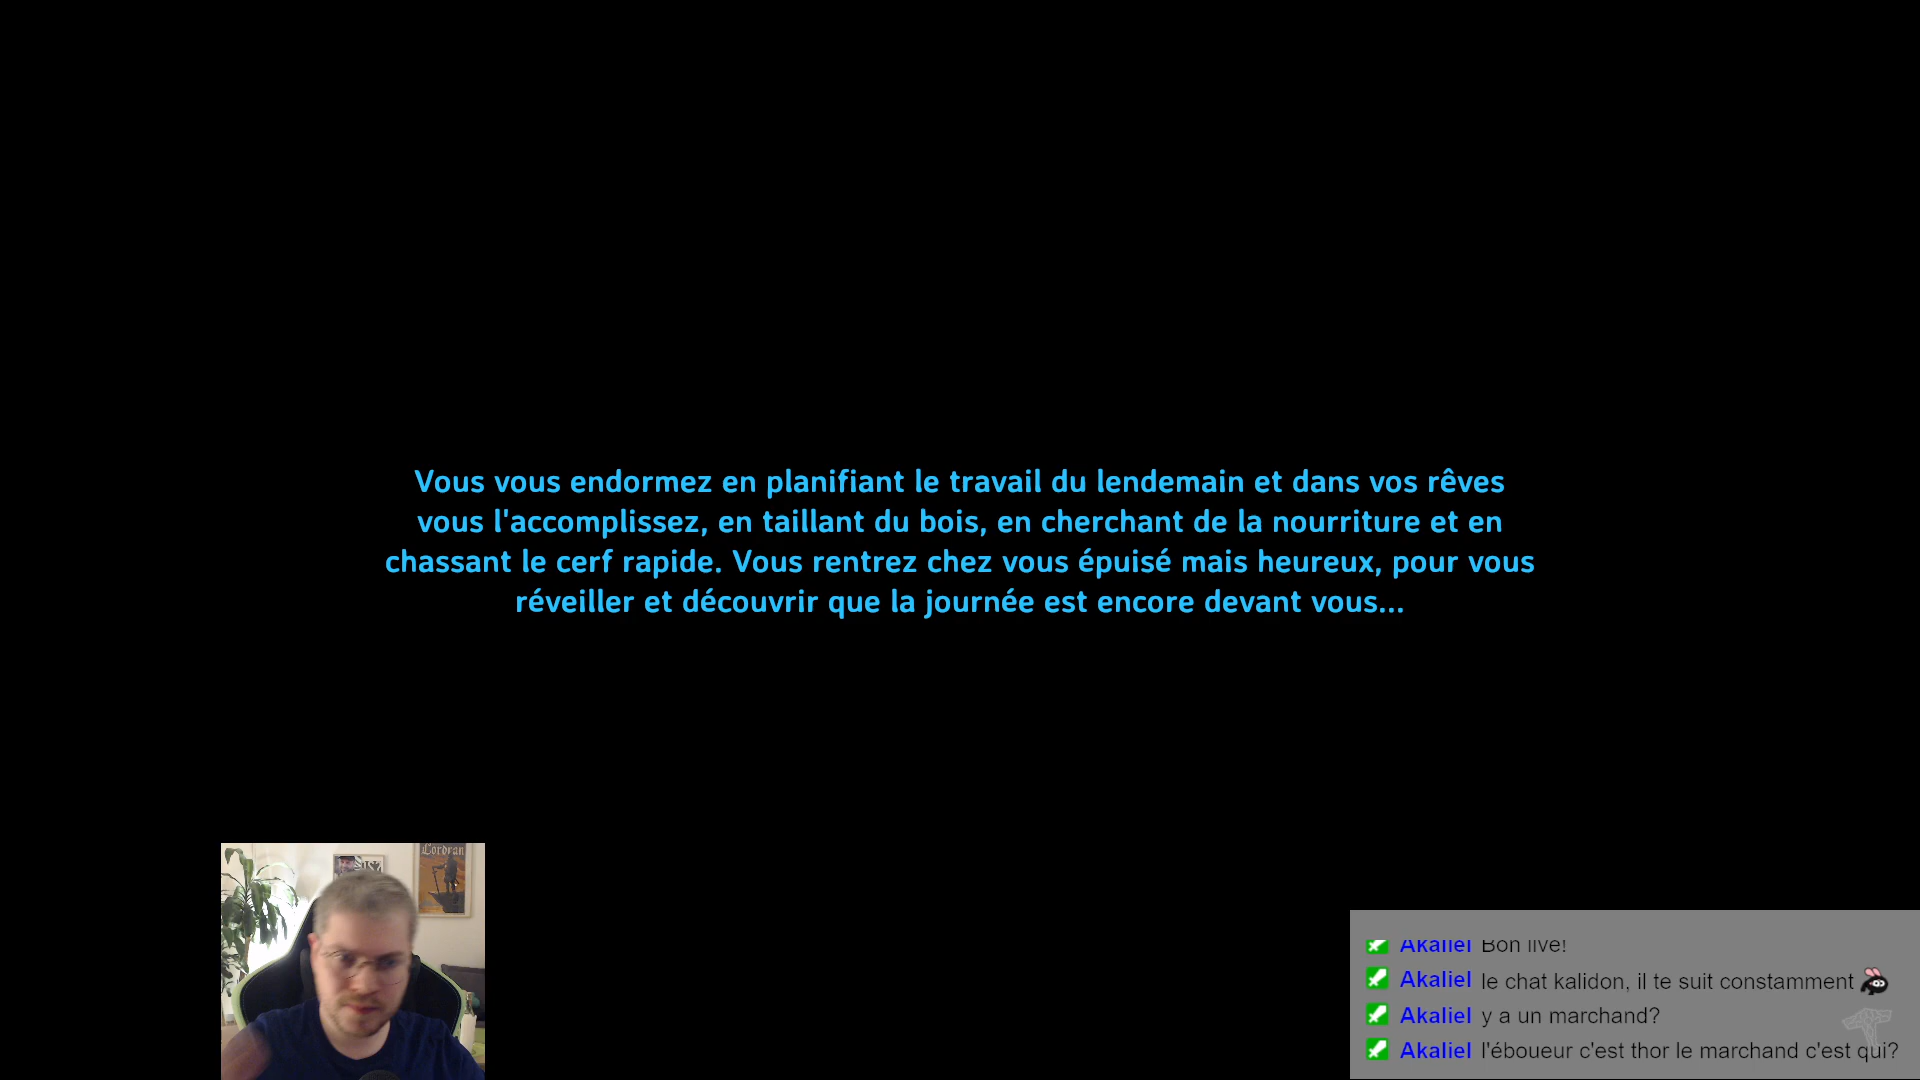 Vous vous endormez en planifiant le travail du lendemain et dans vos rêves
vous l'accomplissez, en taillant du bois, en cherchant de la nourriture et en
chassant le cerf rapide. Vous rentrez chez vous épuisé mais heureux, pour vous
réveiller et découvrir que la journée est encore devant vous...
Lordran
Akaliel Bon live!
Akaliel le chat kalidon, il te suit constamment
Akaliel y a un marchand?
Akaliel l'éboueur c'est thor le marchand c'est qui?